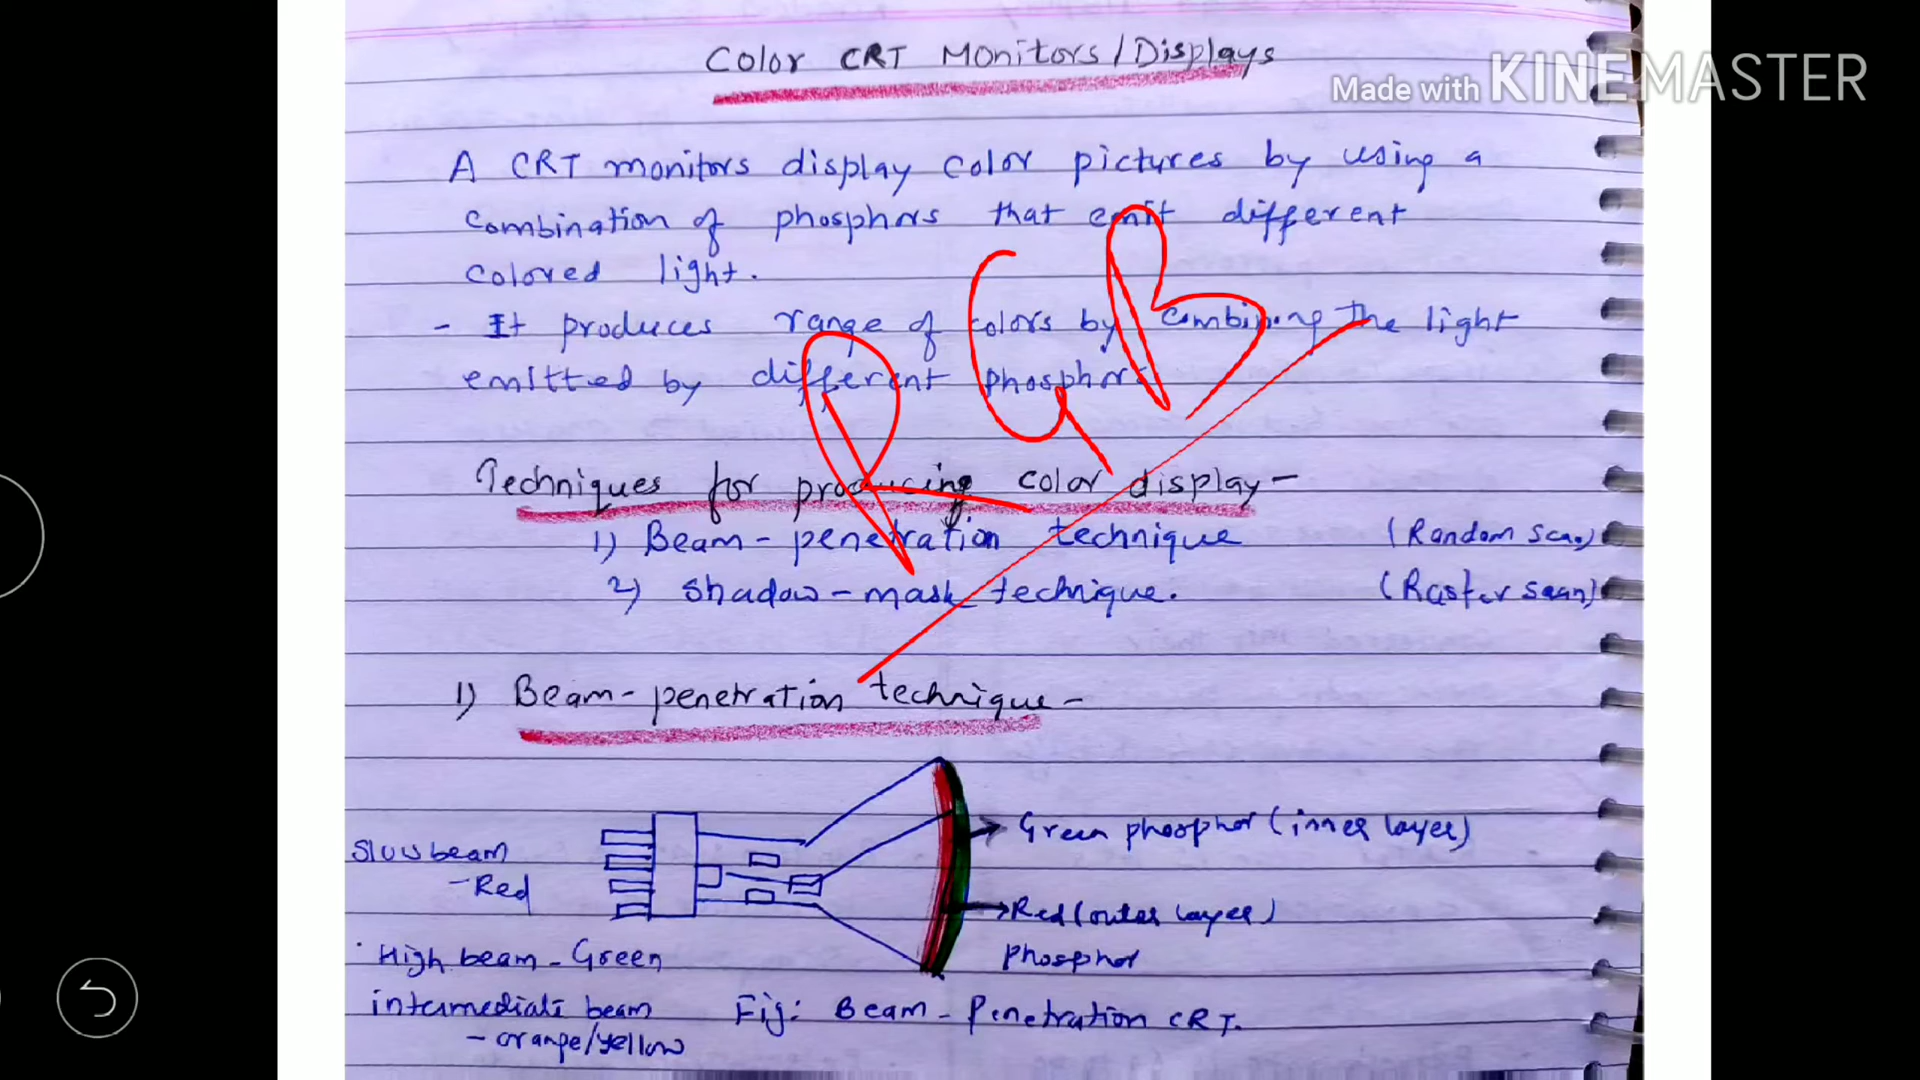 Color CRT Monitors/Displays
Made with KINEMASTER
A CRT monitors display color pictures by using a
combination of phosphors that emit different
colored light.
- It produces range of colors by combining the light
emitted by different phosphors
RGB
Techniques for producing color display -
1) Beam - penetration technique (Random scan)
2) Shadow - mask technique. (Raster scan)
1) Beam - penetration technique -
Green phosphor (inner layer)
Slow beam
- Red
Red (outer layer)
phosphor
High beam - Green
intermediate beam
- orange/yellow
Fig: Beam - Penetration CRT.